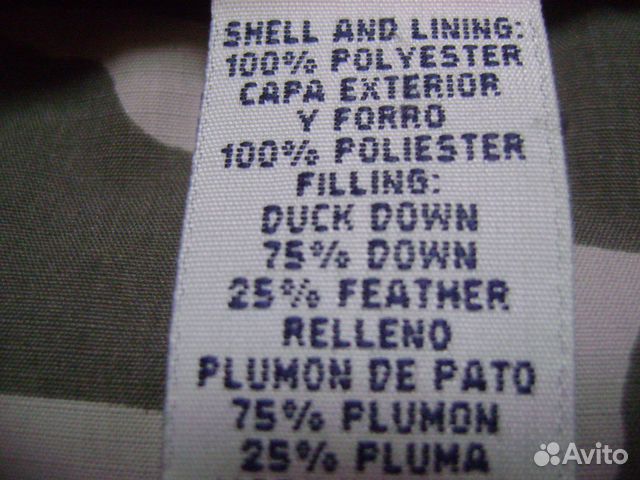 SHELL AND LINING:
100% POLYESTER
CAPA EXTERIOR
Y FORRO
100% POLIESTER
FILLING:
DUCK DOWN
75% DOWN
25% FEATHER
RELLENO
PLUMON DE PATO
75% PLUMON
25% PLUMA
Avito